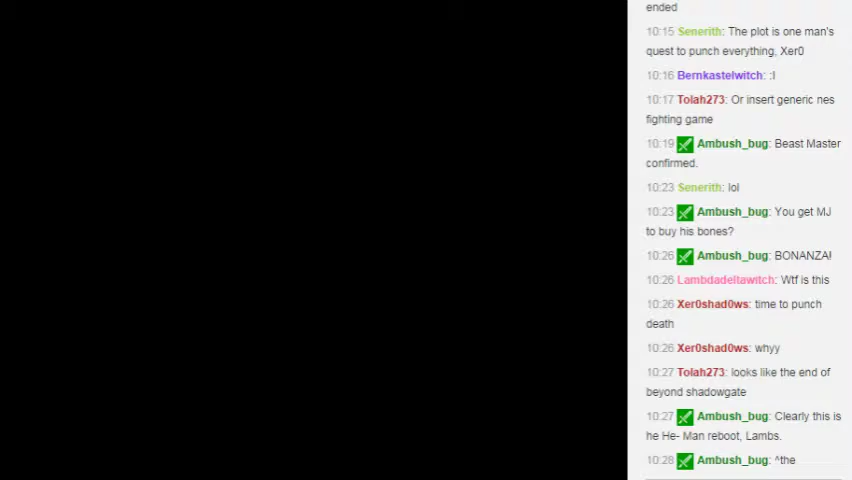 ended
10:15 Senerith: The plot is one man's
quest to punch everything, Xer0
10:16 Bernkastelwitch: :I
10:17 Tolah273: Or insert generic nes
fighting game
10:19 Ambush_bug: Beast Master
confirmed.
10:23 Senerith: lol
10:23 Ambush_bug: You get MJ
to buy his bones?
10:26 Ambush_bug: BONANZA!
10:26 Lambdadeltawitch: Wtf is this
10:26 Xer0shad0ws: time to punch
death
10:26 Xer0shad0ws: whyy
10:27 Tolah273: looks like the end of
beyond shadowgate
10:27 Ambush_bug: Clearly this is
he He- Man reboot, Lambs.
10:28 Ambush_bug: ^the